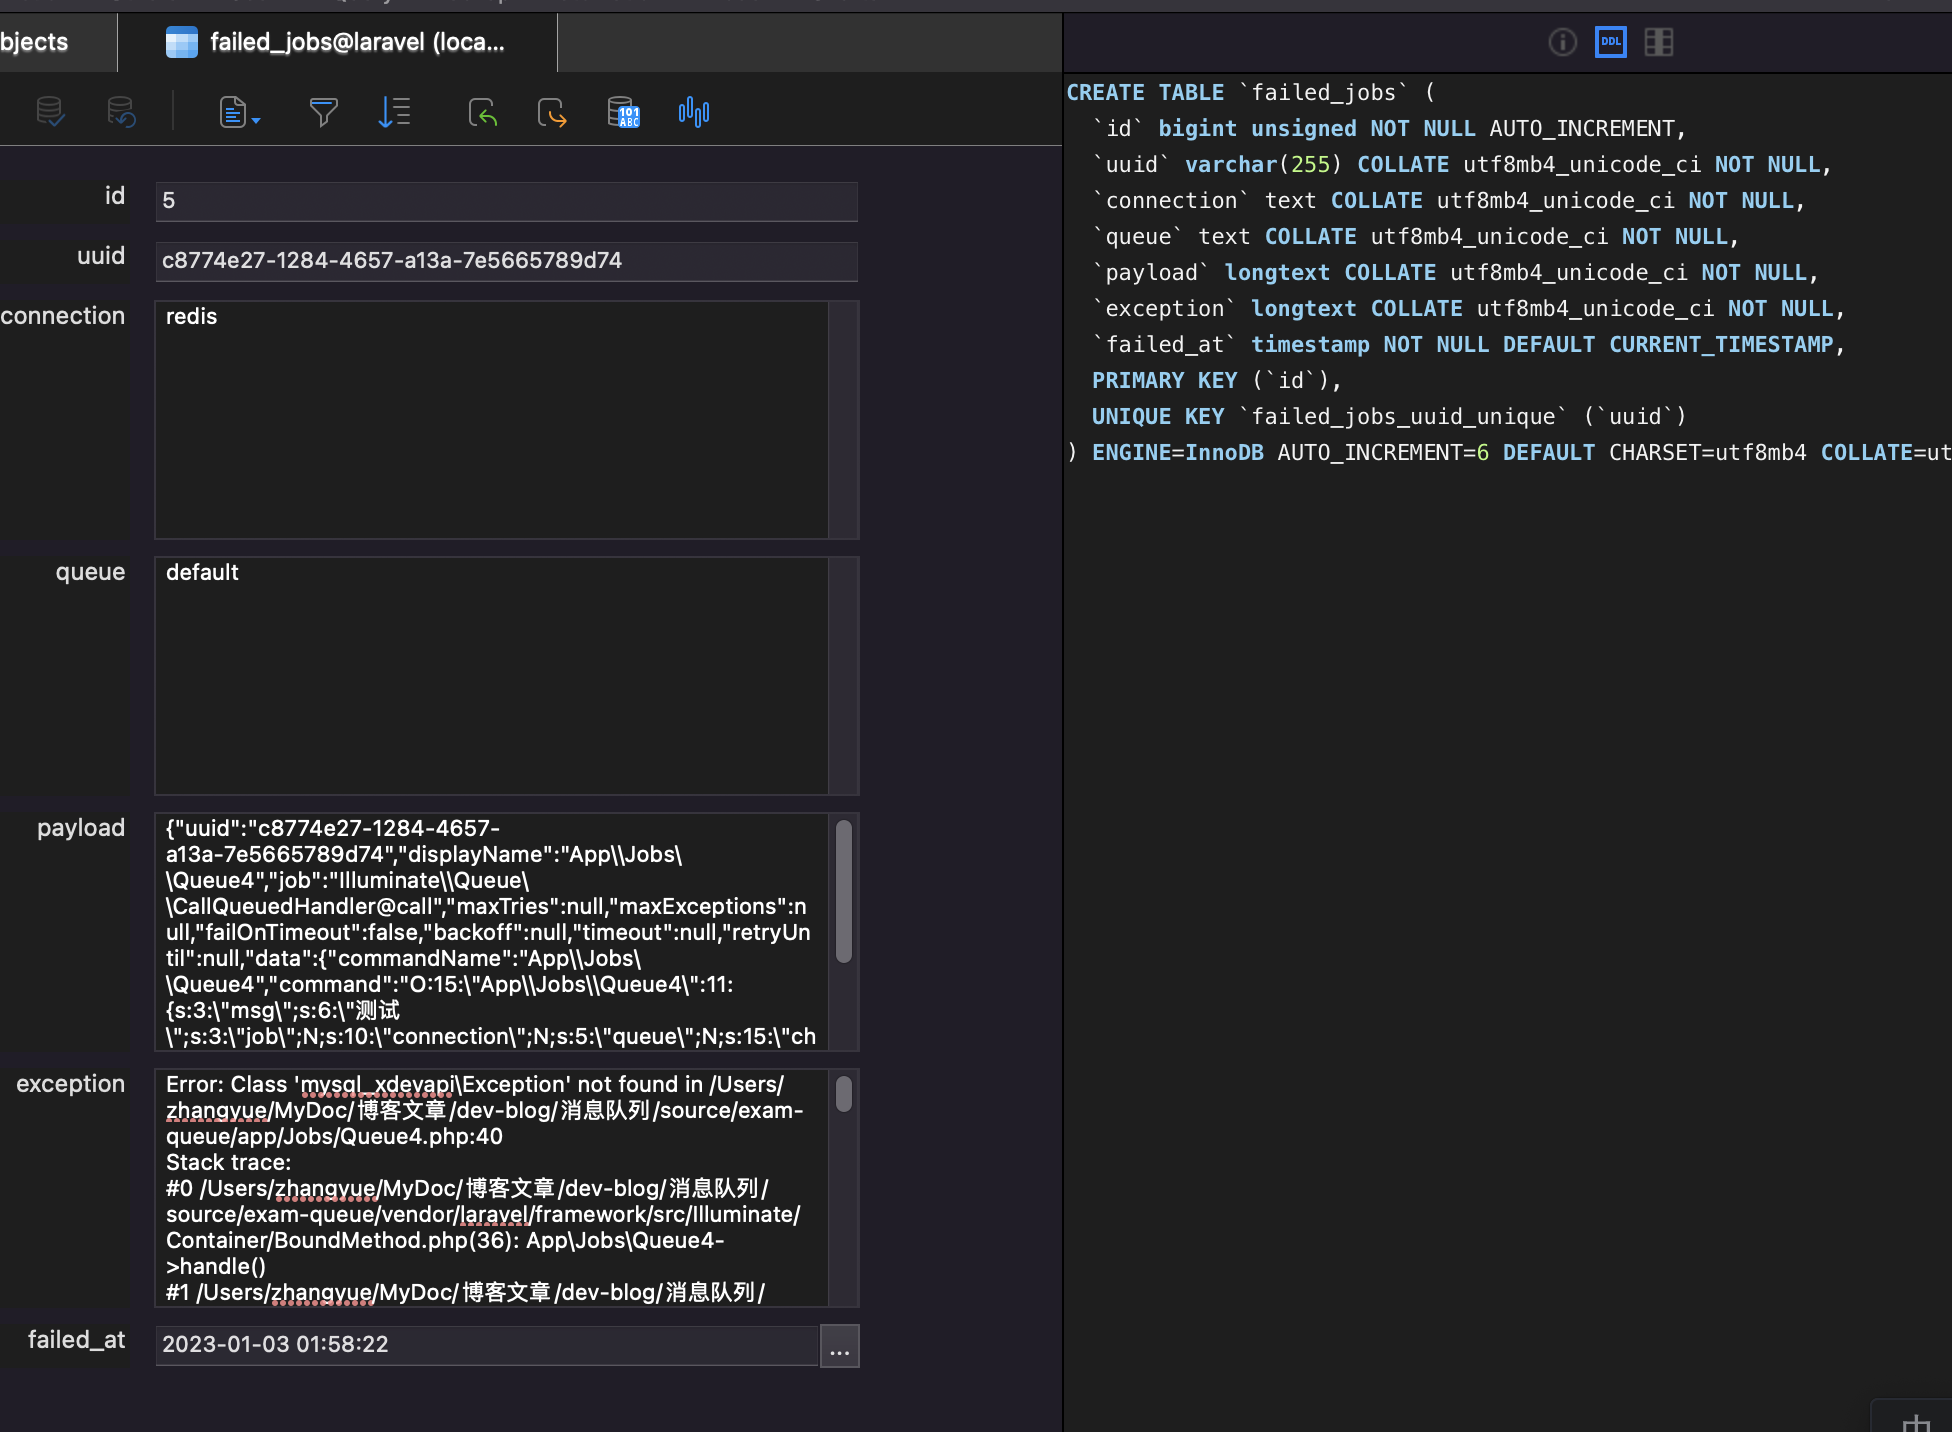 bjects
failed_jobs@laravel (loca...
DDL
101
ABC
id
5
uuid
c8774e27-1284-4657-a13a-7e5665789d74
connection
redis
queue
default
payload
{"uuid":"c8774e27-1284-4657-
a13a-7e5665789d74","displayName":"App\\Jobs\
\Queue4","job":"Illuminate\\Queue\
\CallQueuedHandler@call","maxTries":null,"maxExceptions":n
ull,"failOnTimeout":false,"backoff":null,"timeout":null,"retryUn
til":null,"data":{"commandName":"App\\Jobs\
\Queue4","command":"O:15:\"App\\Jobs\\Queue4\":11:
{s:3:\"msg\";s:6:\"测试
\";s:3:\"job\";N;s:10:\"connection\";N;s:5:\"queue\";N;s:15:\"ch
exception
Error: Class 'mysql_xdevapi\Exception' not found in /Users/
zhangyue/MyDoc/博客文章/dev-blog/消息队列/source/exam-
queue/app/Jobs/Queue4.php:40
Stack trace:
#0 /Users/zhangyue/MyDoc/博客文章/dev-blog/消息队列/
source/exam-queue/vendor/laravel/framework/src/Illuminate/
Container/BoundMethod.php(36): App\Jobs\Queue4-
>handle()
#1 /Users/zhangyue/MyDoc/博客文章/dev-blog/消息队列/
failed_at
2023-01-03 01:58:22
...
CREATE TABLE `failed_jobs` (
`id` bigint unsigned NOT NULL AUTO_INCREMENT,
`uuid` varchar(255) COLLATE utf8mb4_unicode_ci NOT NULL,
`connection` text COLLATE utf8mb4_unicode_ci NOT NULL,
`queue` text COLLATE utf8mb4_unicode_ci NOT NULL,
`payload` longtext COLLATE utf8mb4_unicode_ci NOT NULL,
`exception` longtext COLLATE utf8mb4_unicode_ci NOT NULL,
`failed_at` timestamp NOT NULL DEFAULT CURRENT_TIMESTAMP,
PRIMARY KEY (`id`),
UNIQUE KEY `failed_jobs_uuid_unique` (`uuid`)
) ENGINE=InnoDB AUTO_INCREMENT=6 DEFAULT CHARSET=utf8mb4 COLLATE=ut